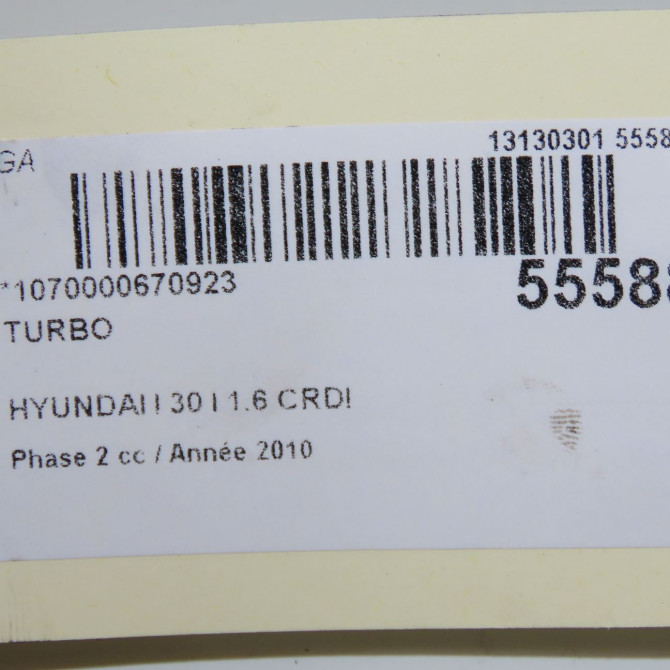 GA
13130301 5558
*1070000670923
5558
TURBO
HYUNDAI I 30 I 1.6 CRDI
Phase 2 cc / Année 2010